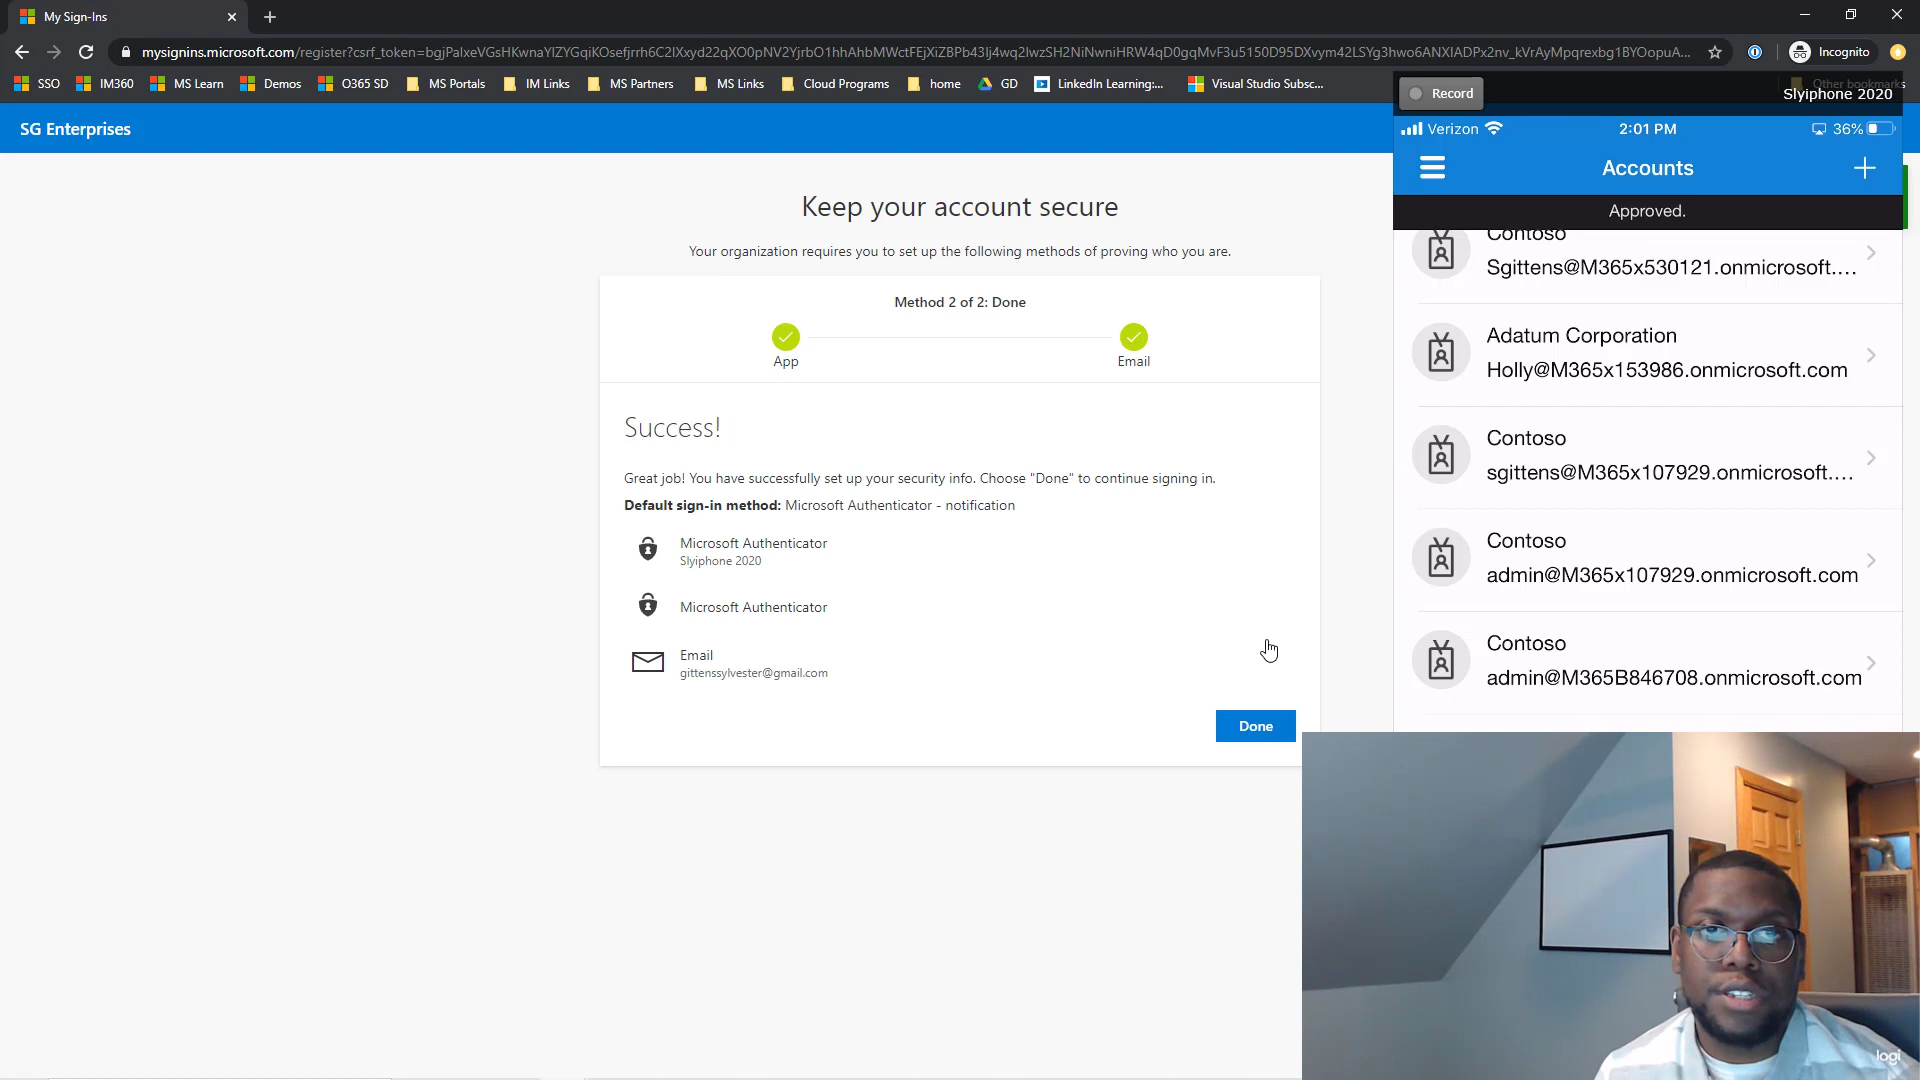 My Sign-Ins
mysignins.microsoft.com
Incognito
SSO
IM360
MS Learn
Demos
O365 SD
MS Portals
IM Links
MS Partners
MS Links
Cloud Programs
home
GD
LinkedIn Learning:...
Visual Studio Subsc...
Other bookmarks
SG Enterprises
Keep your account secure
Your organization requires you to set up the following methods of proving who you are.
Method 2 of 2: Done
App
Email
Success!
Great job! You have successfully set up your security info. Choose "Done" to continue signing in.
Default sign-in method: Microsoft Authenticator - notification
Microsoft Authenticator
Slyiphone 2020
Microsoft Authenticator
Email
gittenssylvester@gmail.com
Done
Record
Slyiphone 2020
Verizon
2:01 PM
36%
Accounts
Approved.
Contoso
Sgittens@M365x530121.onmicrosoft....
Adatum Corporation
Holly@M365x153986.onmicrosoft.com
Contoso
sgittens@M365x107929.onmicrosoft....
Contoso
admin@M365x107929.onmicrosoft.com
Contoso
admin@M365B846708.onmicrosoft.com
logi